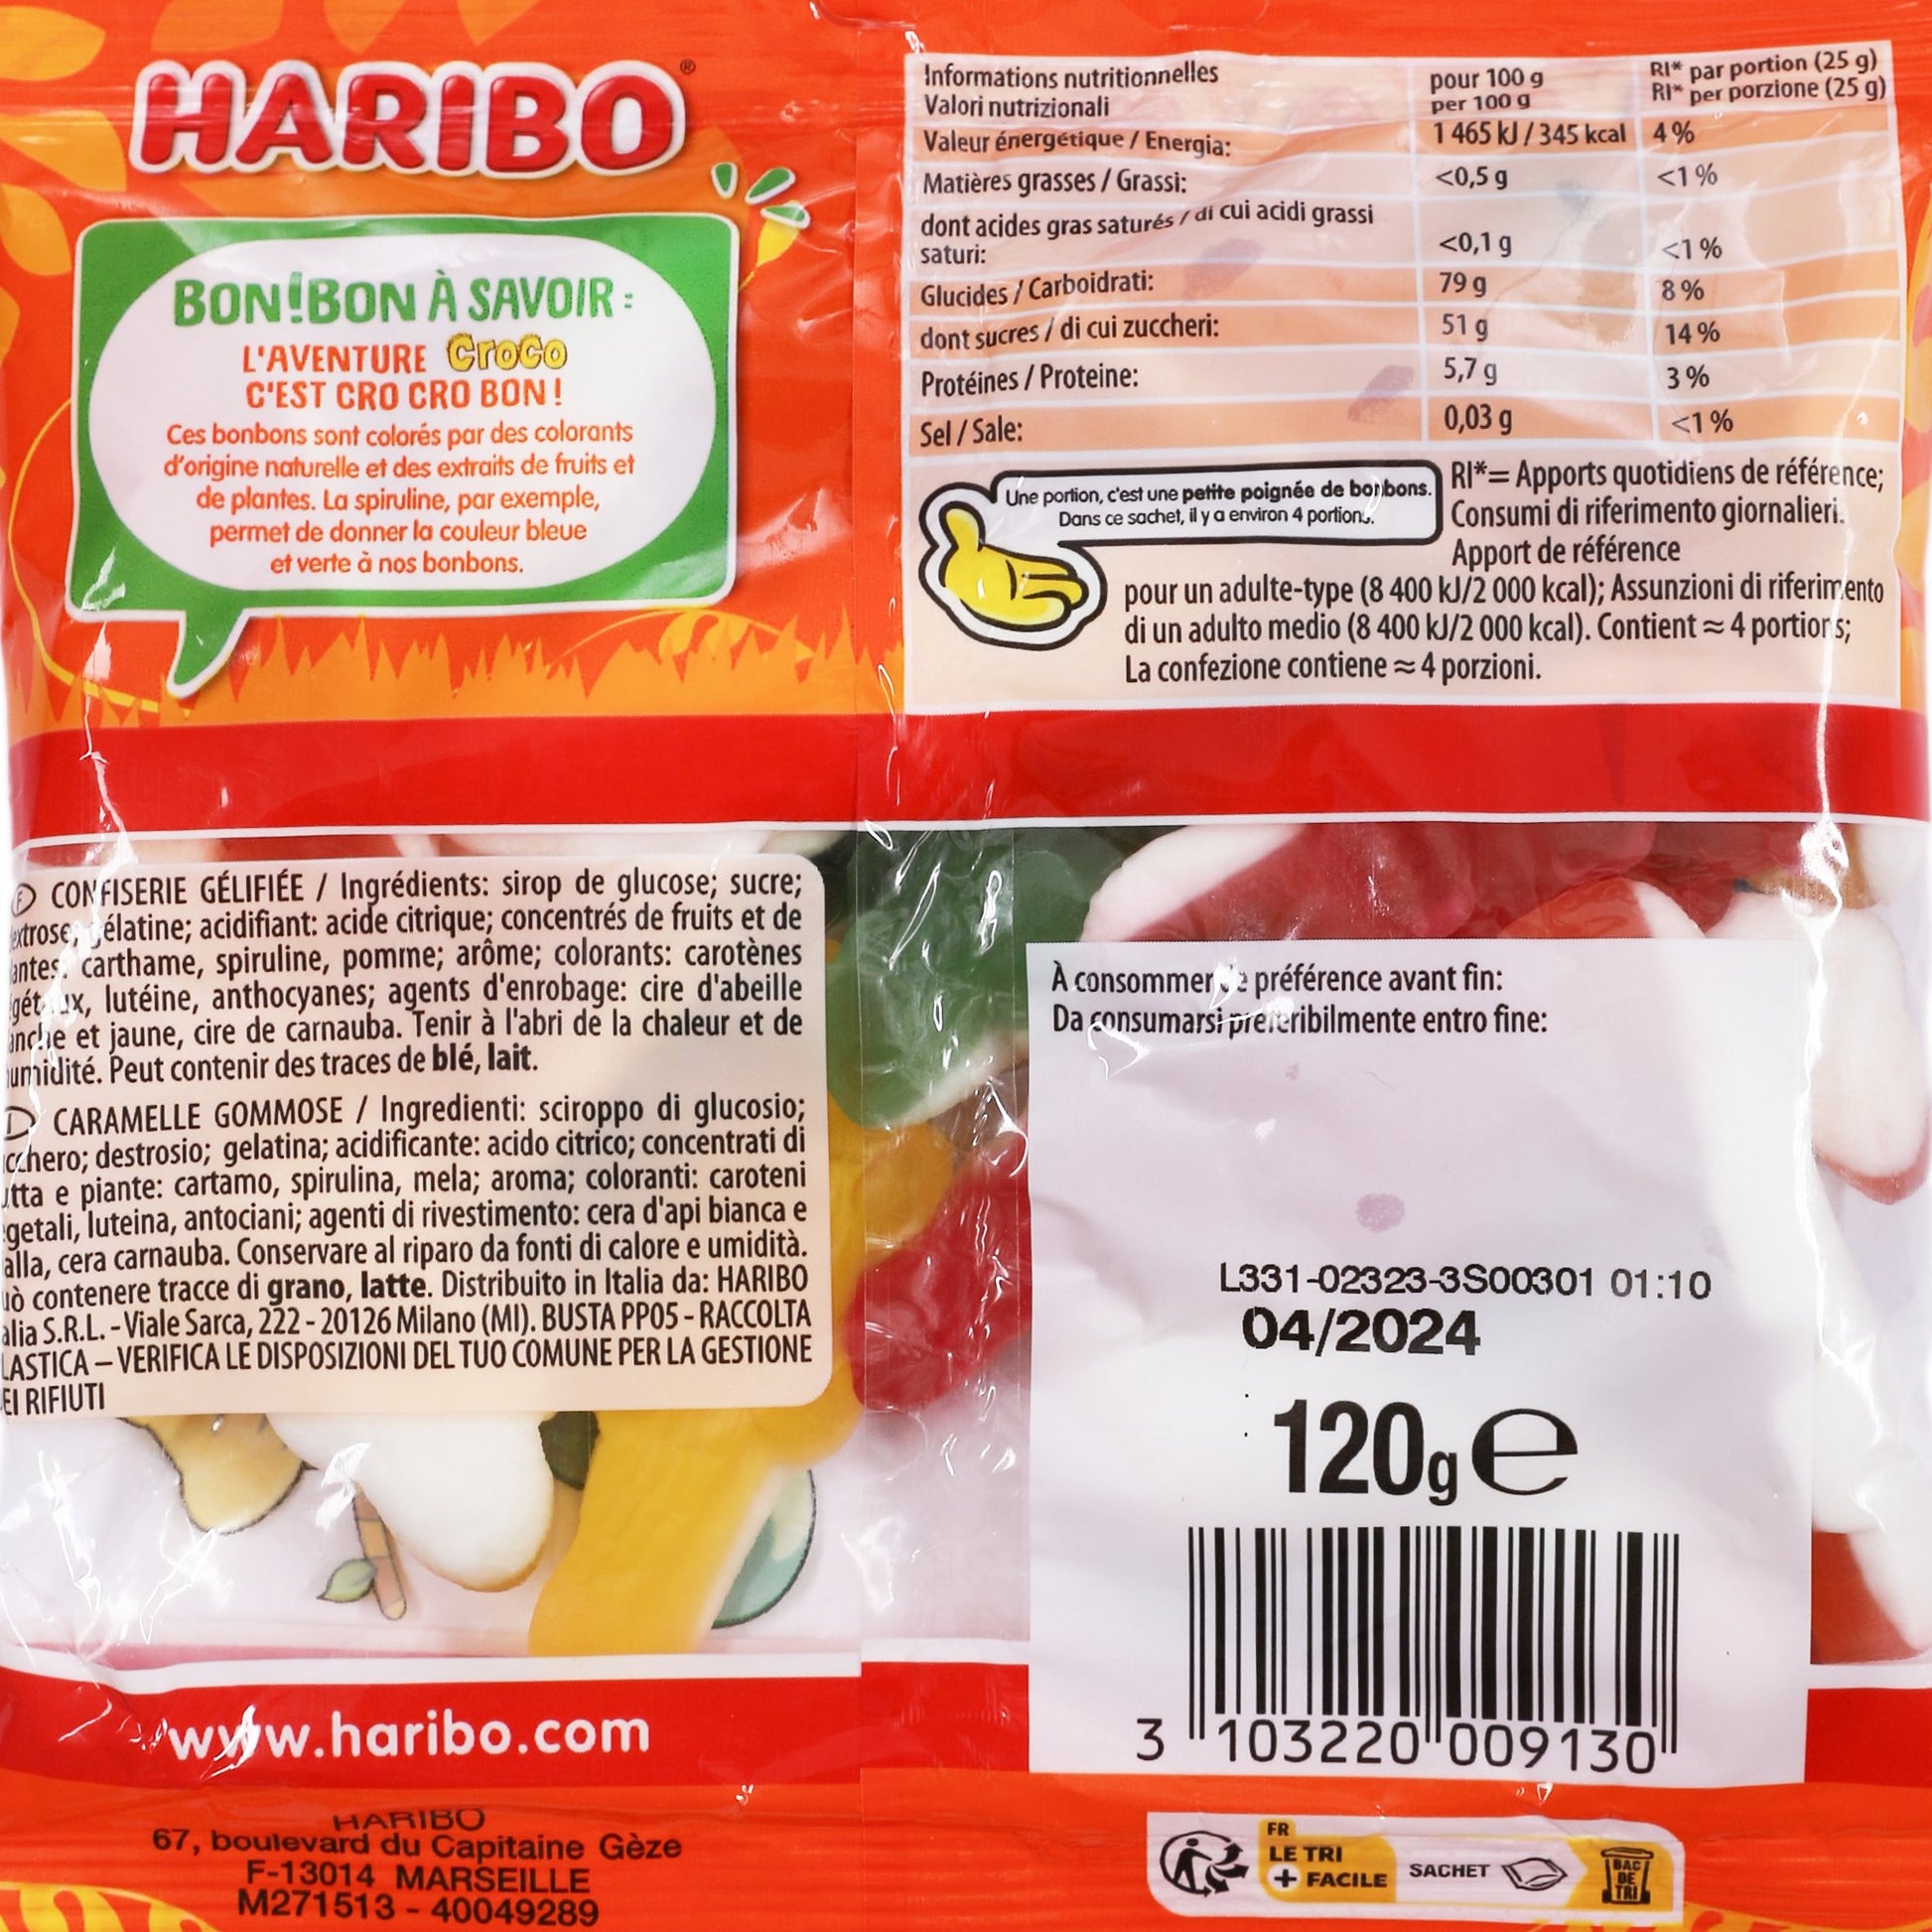 HARIBO®
BON!BON À SAVOIR :
L'AVENTURE CROCO
C'EST CRO CRO BON !
Ces bonbons sont colorés par des colorants
d'origine naturelle et des extraits de fruits et
de plantes. La spiruline, par exemple,
permet de donner la couleur bleue
et verte à nos bonbons.
Informations nutritionnelles
Valori nutrizionali
pour 100 g
per 100 g
RI* par portion (25 g)
RI* per porzione (25 g)
Valeur énergétique / Energia: 1 465 kJ / 345 kcal 4 %
Matières grasses / Grassi: <0,5 g <1 %
dont acides gras saturés / di cui acidi grassi
saturi: <0,1 g <1 %
Glucides / Carboidrati: 79 g 8 %
dont sucres / di cui zuccheri: 51 g 14 %
Protéines / Proteine: 5,7 g 3 %
Sel / Sale: 0,03 g <1 %
Une portion, c'est une petite poignée de bonbons.
Dans ce sachet, il y a environ 4 portions.
RI*= Apports quotidiens de référence;
Consumi di riferimento giornalieri.
Apport de référence
pour un adulte-type (8 400 kJ/2 000 kcal); Assunzioni di riferimento
di un adulto medio (8 400 kJ/2 000 kcal). Contient ≈ 4 portions;
La confezione contiene ≈ 4 porzioni.
F CONFISERIE GÉLIFIÉE / Ingrédients: sirop de glucose; sucre;
extrose; gélatine; acidifiant: acide citrique; concentrés de fruits et de
antes: carthame, spiruline, pomme; arôme; colorants: carotènes
gétaux, lutéine, anthocyanes; agents d'enrobage: cire d'abeille
anche et jaune, cire de carnauba. Tenir à l'abri de la chaleur et de
umidité. Peut contenir des traces de blé, lait.
I CARAMELLE GOMMOSE / Ingredienti: sciroppo di glucosio;
cchero; destrosio; gelatina; acidificante: acido citrico; concentrati di
utta e piante: cartamo, spirulina, mela; aroma; coloranti: caroteni
egetali, luteina, antociani; agenti di rivestimento: cera d'api bianca e
alla, cera carnauba. Conservare al riparo da fonti di calore e umidità.
uò contenere tracce di grano, latte. Distribuito in Italia da: HARIBO
alia S.R.L. - Viale Sarca, 222 - 20126 Milano (MI). BUSTA PP05 - RACCOLTA
LASTICA – VERIFICA LE DISPOSIZIONI DEL TUO COMUNE PER LA GESTIONE
EI RIFIUTI
À consommer de préférence avant fin:
Da consumarsi preferibilmente entro fine:
L331-02323-3S00301 01:10
04/2024
120g e
3 103220 009130
www.haribo.com
HARIBO
67, boulevard du Capitaine Gèze
F-13014 MARSEILLE
M271513 - 40049289
FR
LE TRI
+ FACILE
SACHET
BAC
DE
TRI